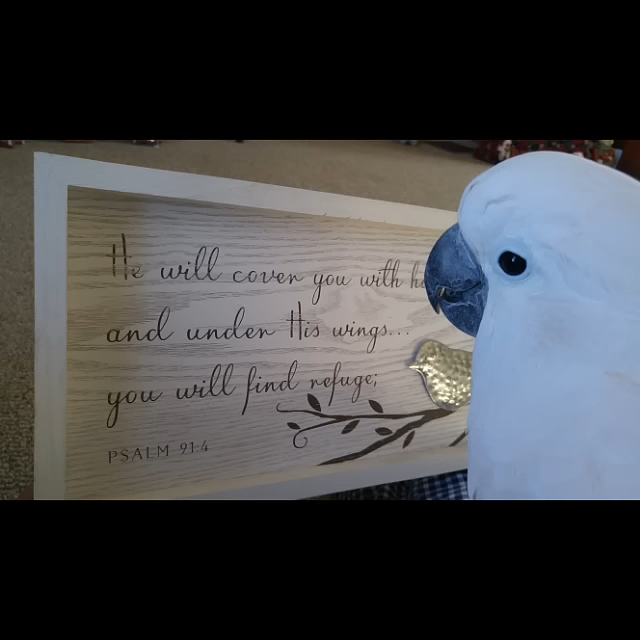 He will cover you with
and under His wings...
you will find refuge;
PSALM 91:4